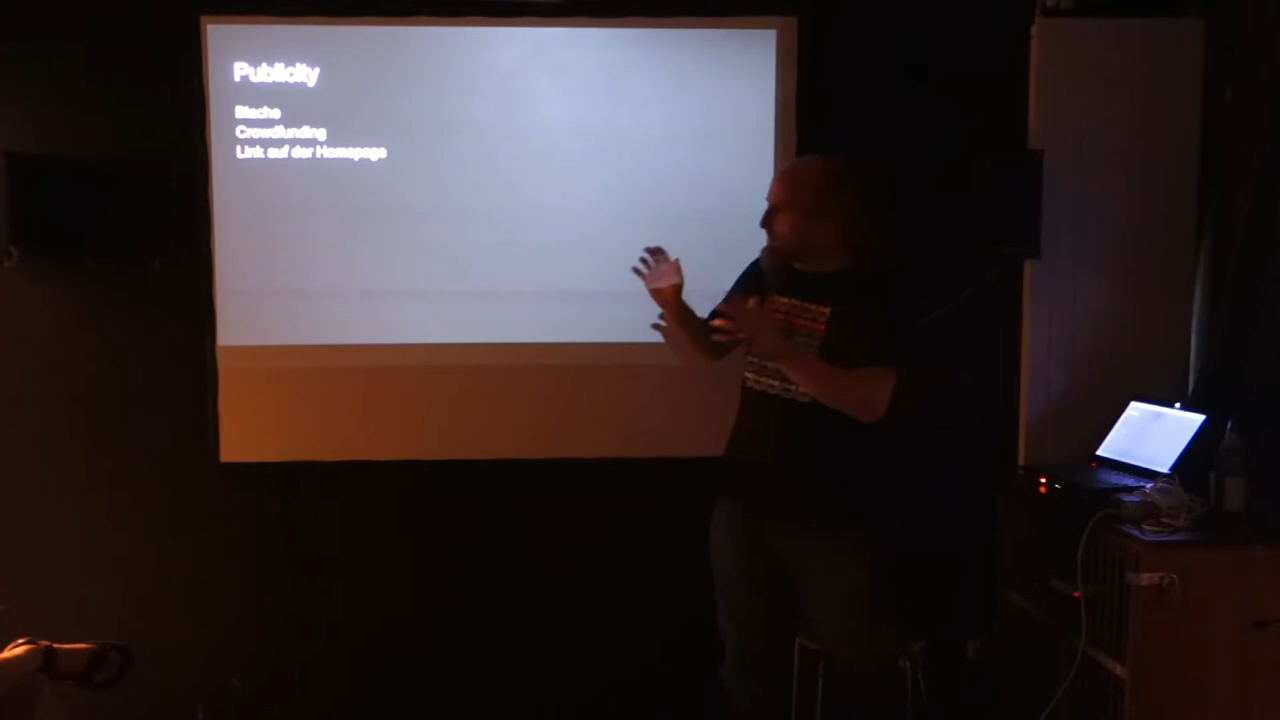 Publicity
Blache
Crowdfunding
Link auf der Homepage